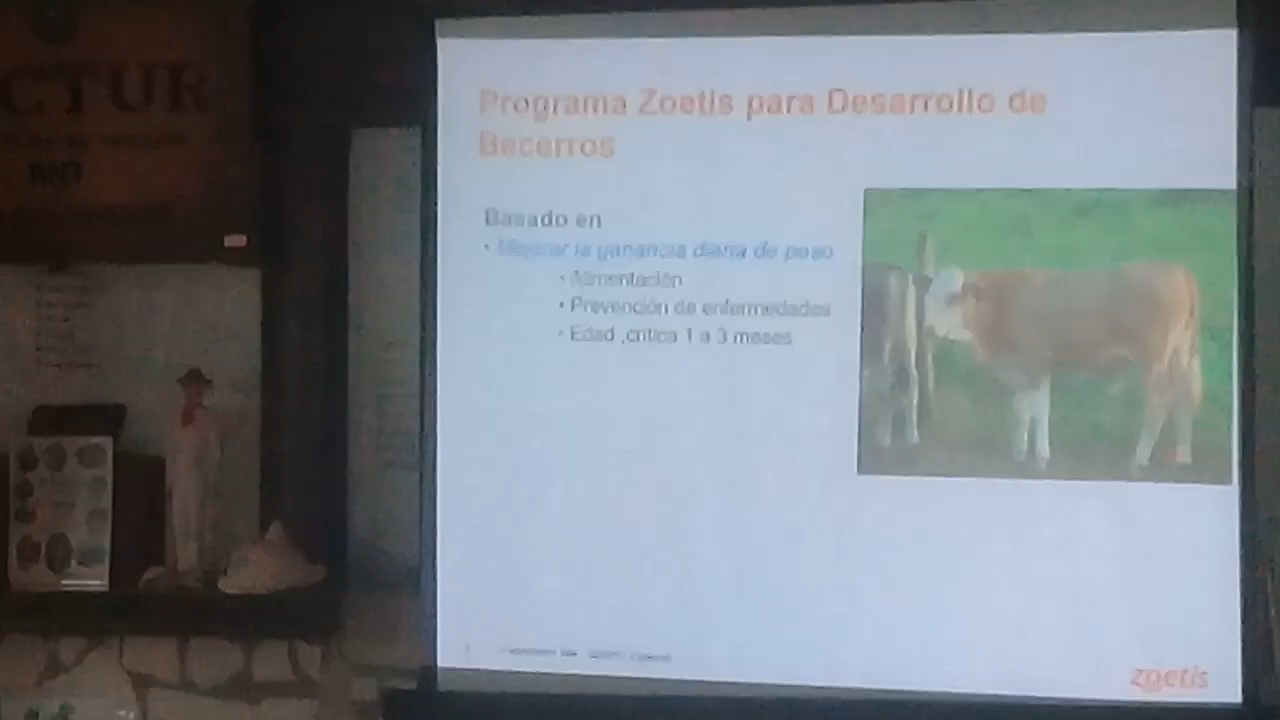 CTUR
Programa Zoetis para Desarrollo de
Becerros
Basado en
• Mejorar la ganancia diaria de peso
• Alimentación
• Prevención de enfermedades
• Edad ,critica 1 a 3 meses
zoetis